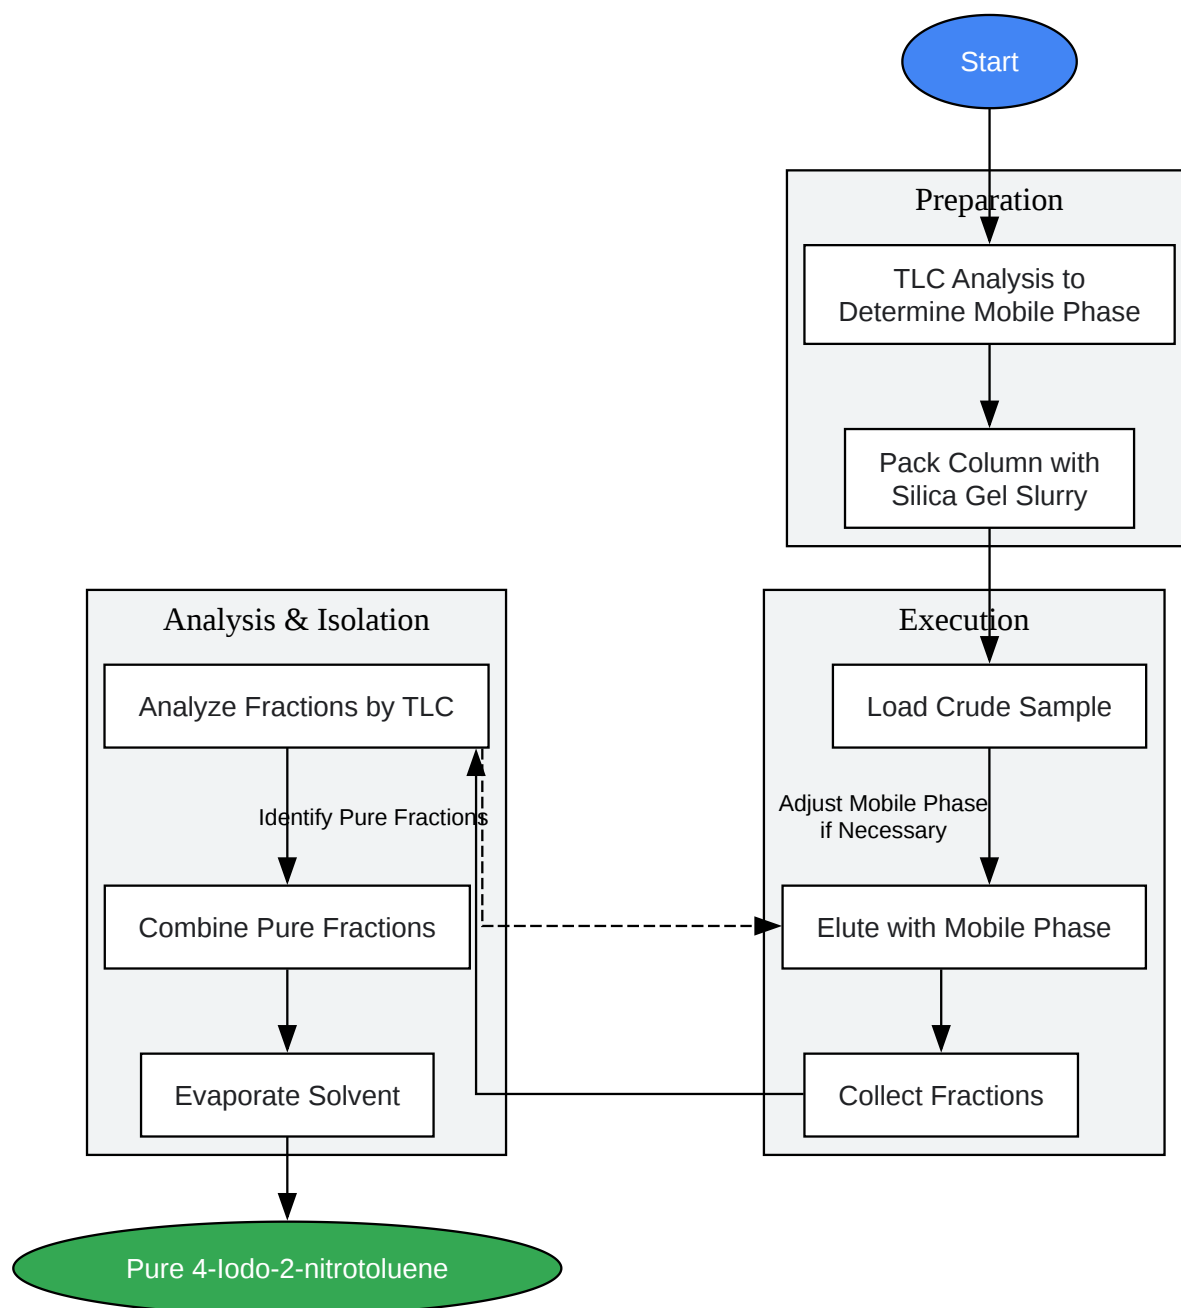 Start
Preparation
TLC Analysis to
Determine Mobile Phase
Pack Column with
Silica Gel Slurry
Execution
Load Crude Sample
Adjust Mobile Phase
if Necessary
Elute with Mobile Phase
Collect Fractions
Analysis & Isolation
Analyze Fractions by TLC
Identify Pure Fractions
Combine Pure Fractions
Evaporate Solvent
Pure 4-Iodo-2-nitrotoluene